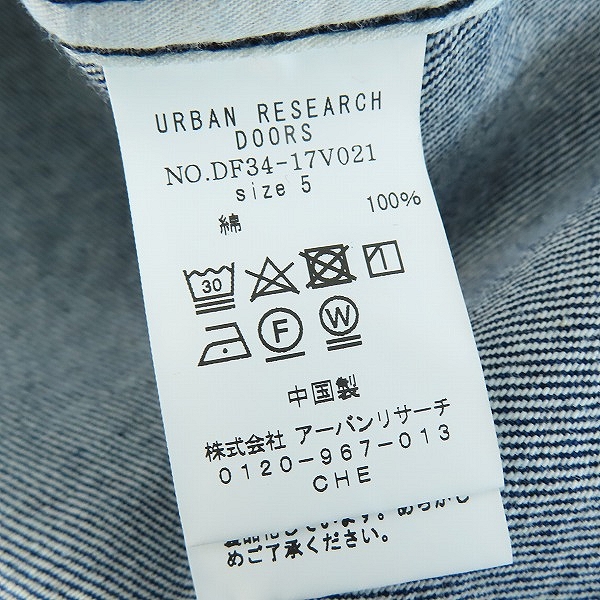 URBAN RESEARCH
DOORS
NO.DF34-17V021
size 5
綿 100%
30
F W
中国製
株式会社 アーバンリサーチ
0120-967-013
CHE
めご了承ください。